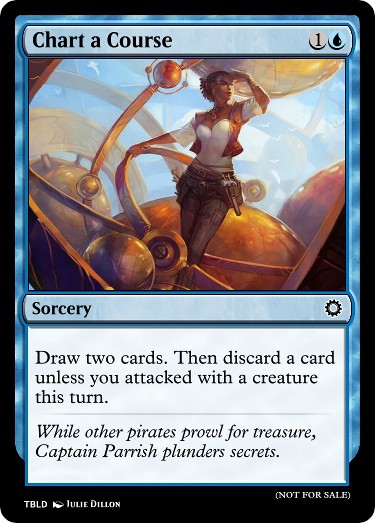 Chart a Course 1
Sorcery
Draw two cards. Then discard a card
unless you attacked with a creature
this turn.
While other pirates prowl for treasure,
Captain Parrish plunders secrets.
TBLD Julie Dillon
(NOT FOR SALE)